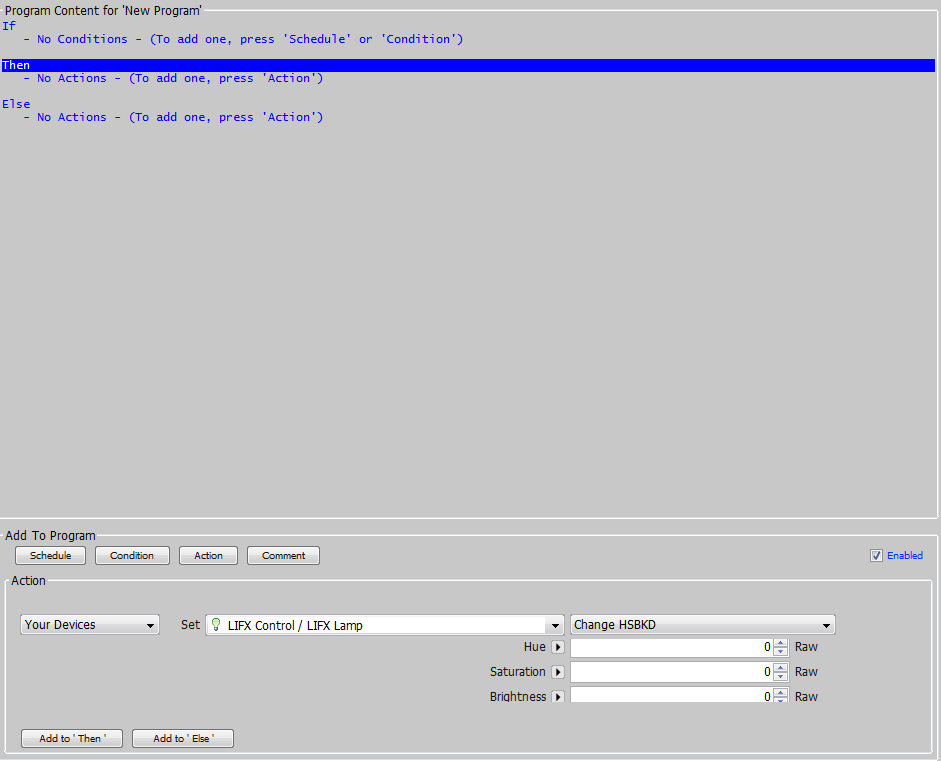 Program Content for 'New Program'
If
- No Conditions - (To add one, press 'Schedule' or 'Condition')
Then
- No Actions - (To add one, press 'Action')
Else
- No Actions - (To add one, press 'Action')
Add To Program
Schedule Condition Action Comment Enabled
Action
Your Devices Set LIFX Control / LIFX Lamp Change HSBKD
Hue 0 Raw
Saturation 0 Raw
Brightness 0 Raw
Add to ' Then ' Add to ' Else '